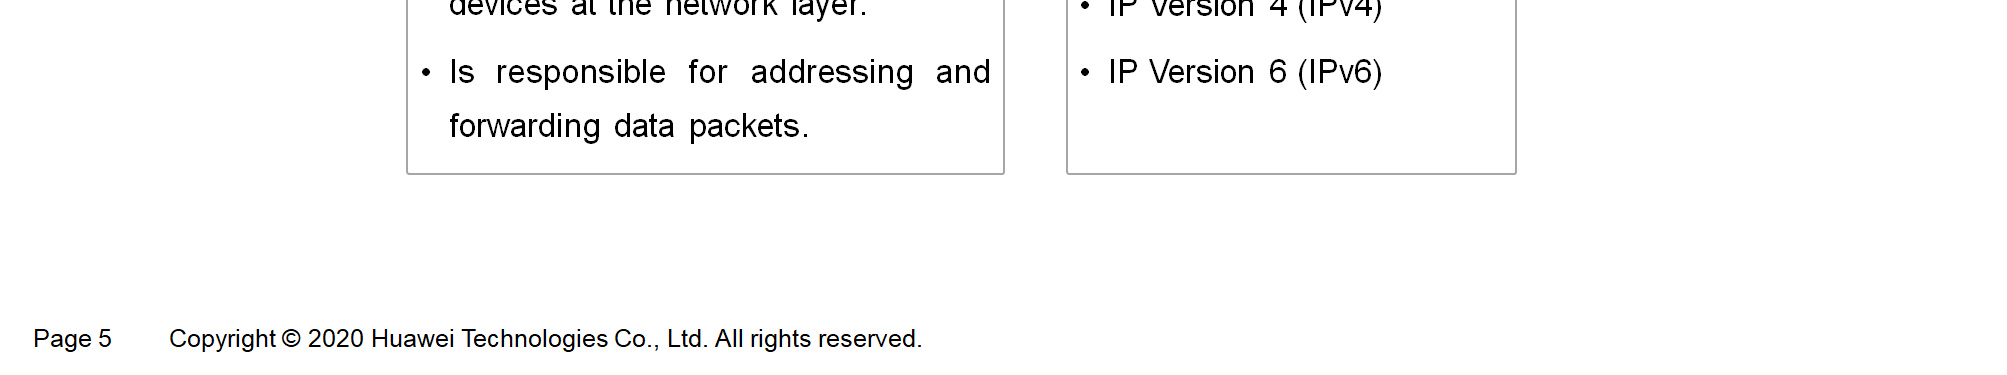 devices at the network layer.
• Is responsible for addressing and
forwarding data packets.
• IP Version 4 (IPv4)
• IP Version 6 (IPv6)
Page 5 Copyright © 2020 Huawei Technologies Co., Ltd. All rights reserved.